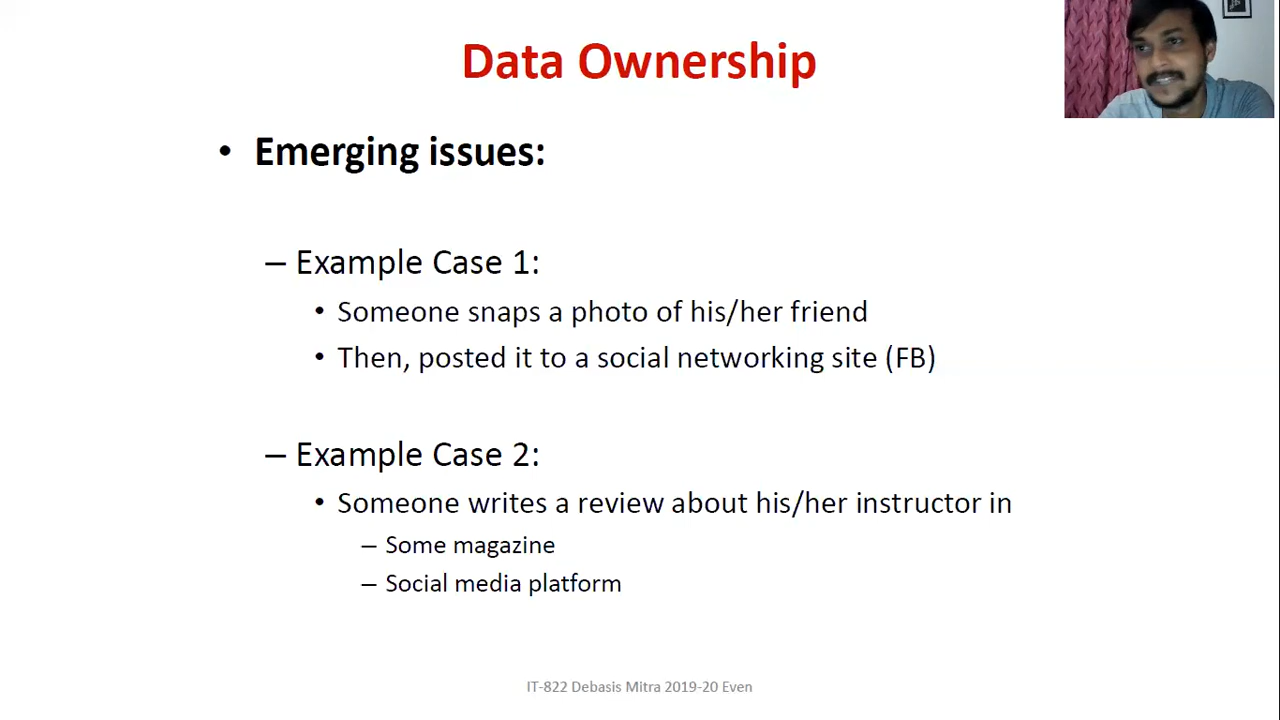 Data Ownership
• Emerging issues:
– Example Case 1:
• Someone snaps a photo of his/her friend
• Then, posted it to a social networking site (FB)
– Example Case 2:
• Someone writes a review about his/her instructor in
– Some magazine
– Social media platform
IT-822 Debasis Mitra 2019-20 Even